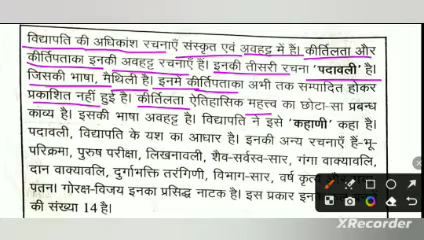 विद्यापति की अधिकांश रचनाएँ संस्कृत एवं अवहट्ट में हैं। कीर्तिलता और
कीर्तिपताका इनकी अवहट्ट रचनाएँ हैं। इनकी तीसरी रचना 'पदावली' है।
जिसकी भाषा, मैथिली है। इनमें कीर्तिपताका अभी तक सम्पादित होकर
प्रकाशित नहीं हुई है। कीर्तिलता ऐतिहासिक महत्त्व का छोटा-सा प्रबन्ध
काव्य है। इसकी भाषा अवहट्ट है। विद्यापति ने इसे 'कहाणी' कहा है।
पदावली, विद्यापति के यश का आधार है। इनकी अन्य रचनाएँ हैं-भू-
परिक्रमा, पुरुष परीक्षा, लिखनावली, शैव-सर्वस्व-सार, गंगा वाक्यावलि,
दान वाक्यावलि, दुर्गाभक्ति तरंगिणी, विभाग-सार, वर्ष
पतन। गोरक्ष-विजय इनका प्रसिद्ध नाटक है। इस प्रकार
की संख्या 14 है।
XRecorder